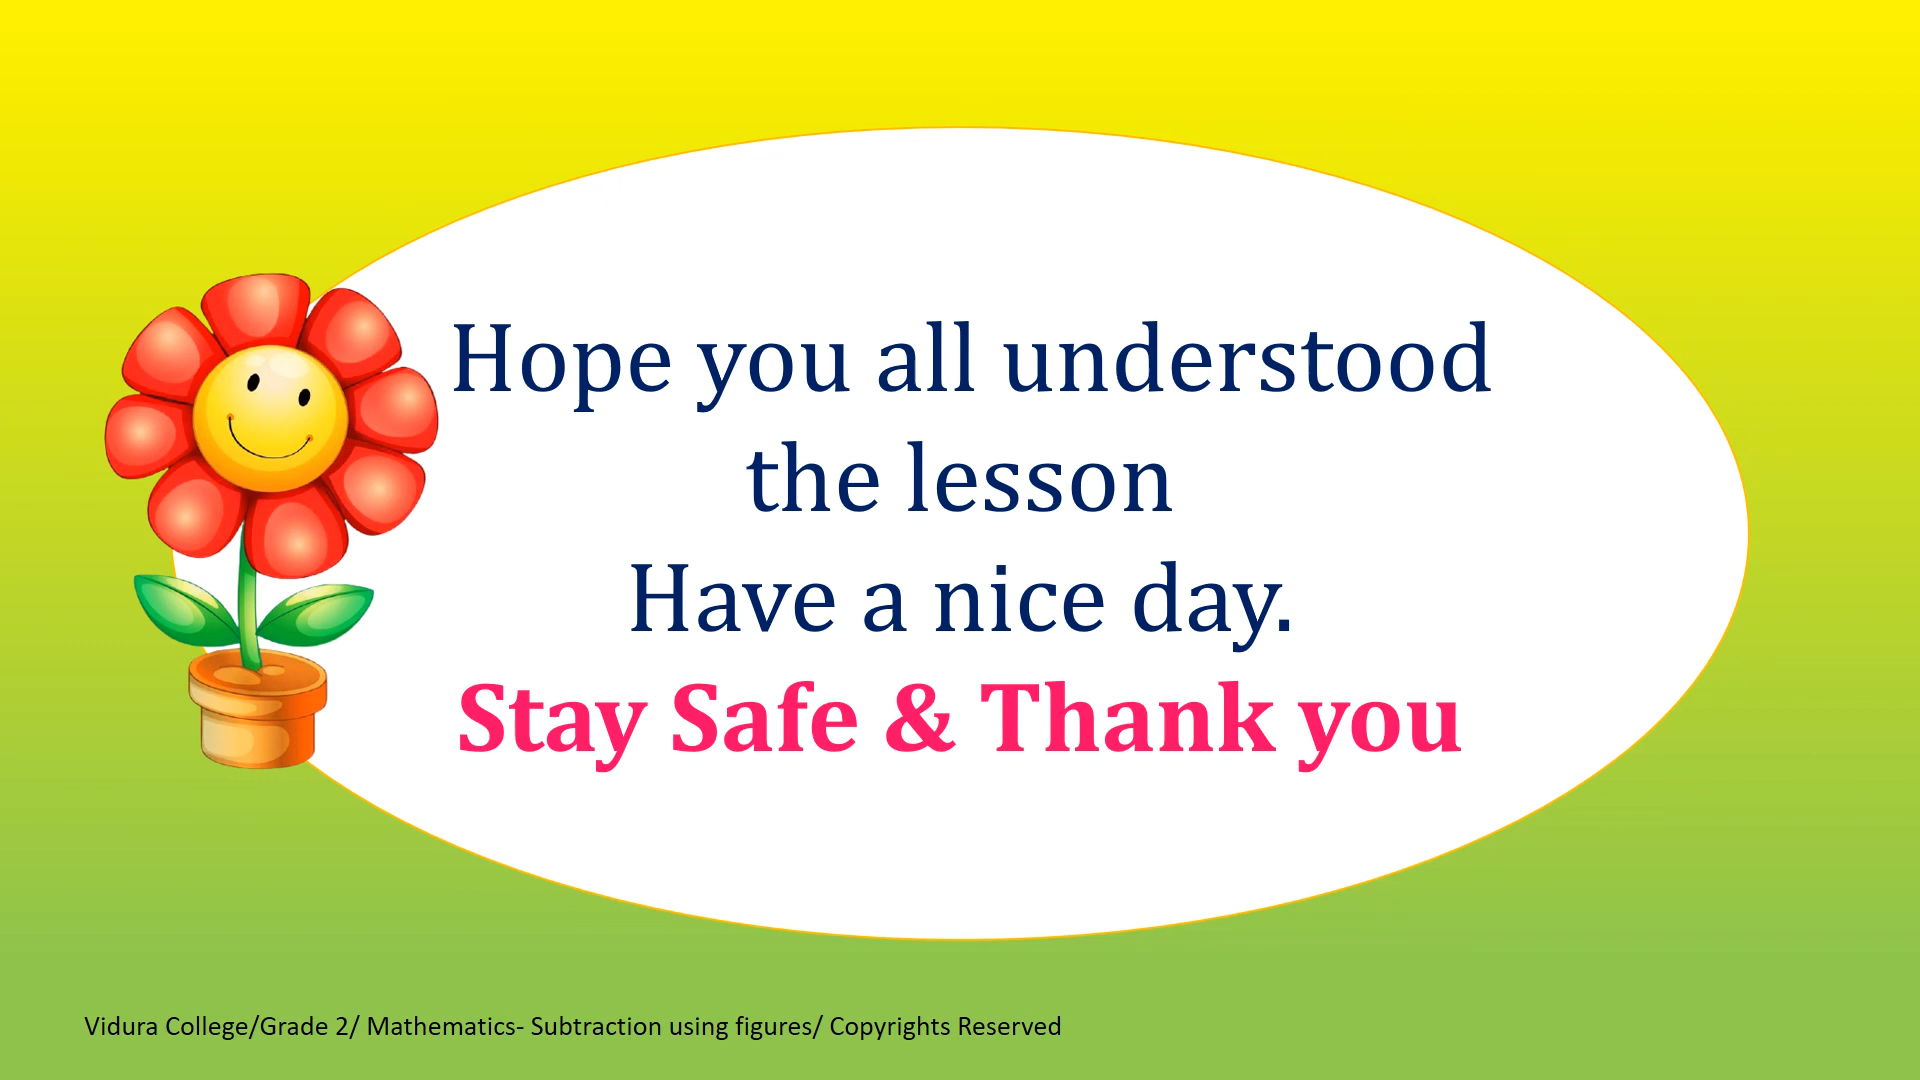 Hope you all understood
the lesson
Have a nice day.
Stay Safe & Thank you
Vidura College/Grade 2/ Mathematics- Subtraction using figures/ Copyrights Reserved